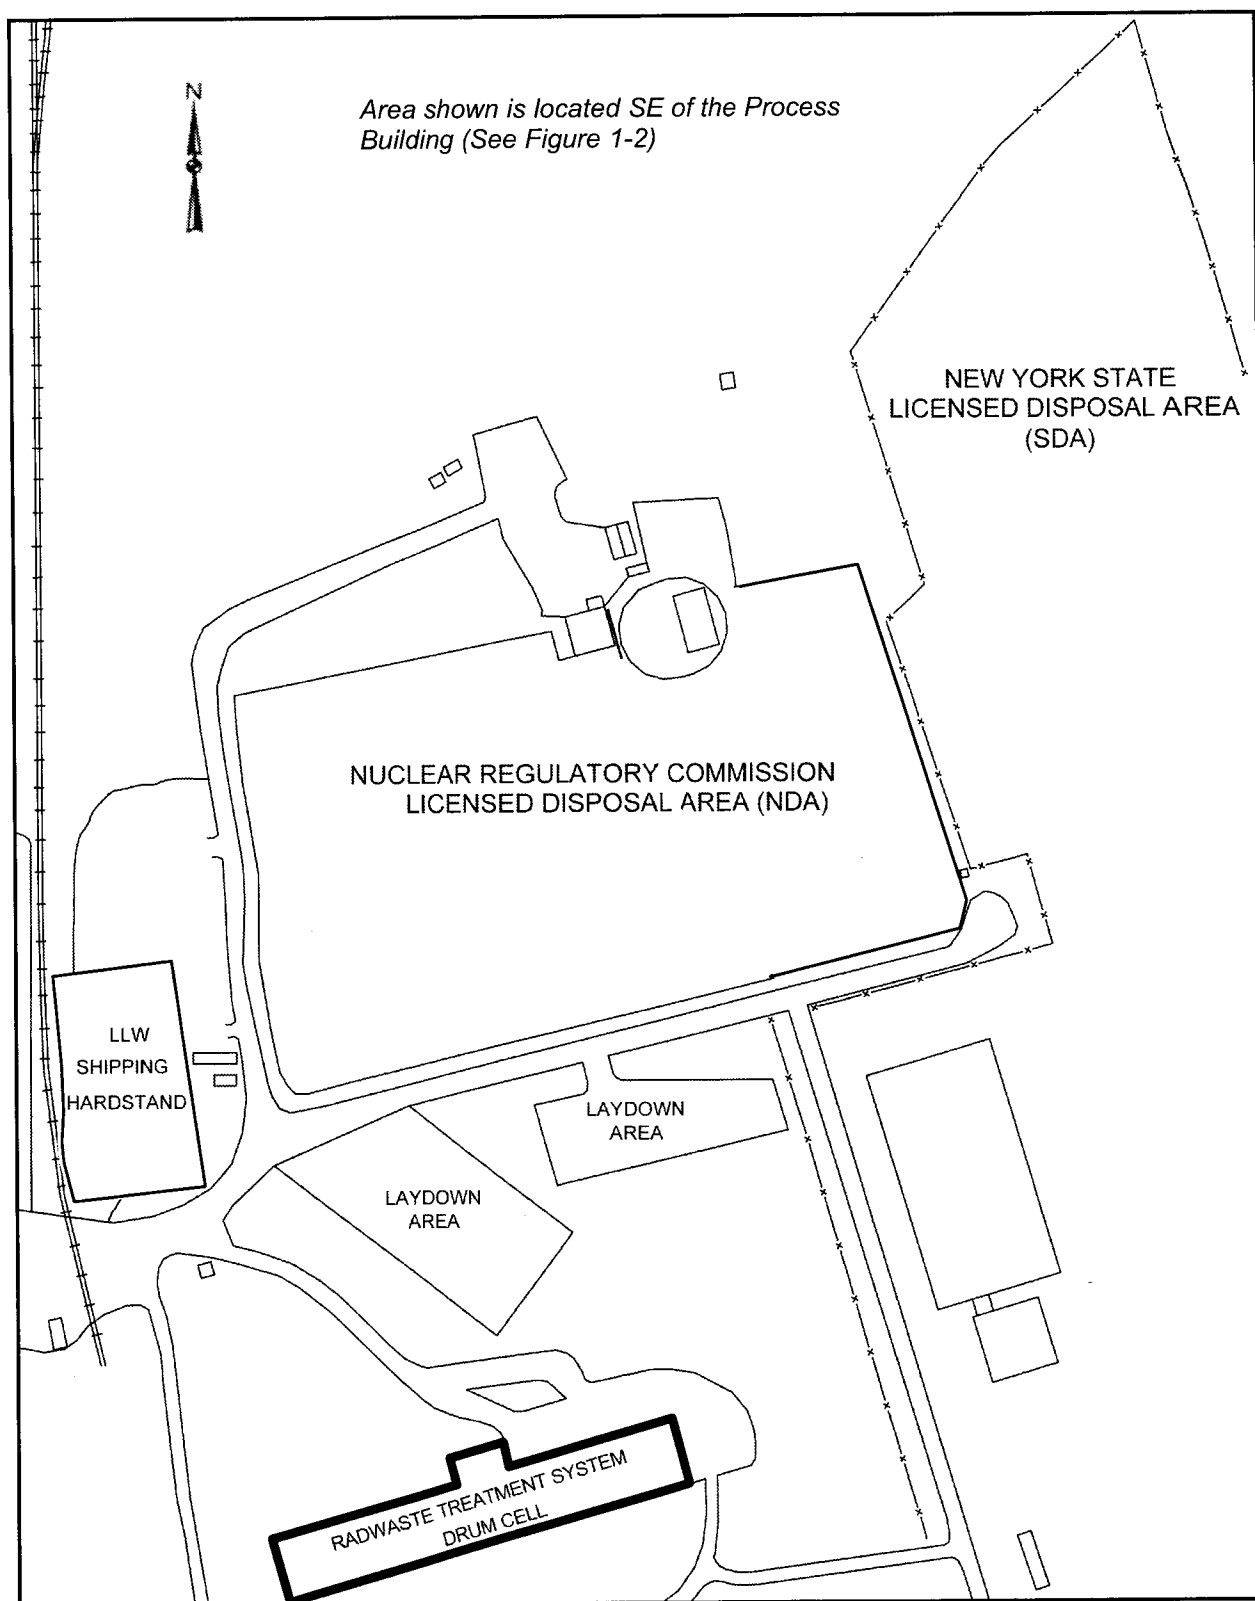 N
Area shown is located SE of the Process
Building (See Figure 1-2)
NEW YORK STATE
LICENSED DISPOSAL AREA
(SDA)
NUCLEAR REGULATORY COMMISSION
LICENSED DISPOSAL AREA (NDA)
LLW
SHIPPING
HARDSTAND
LAYDOWN
AREA
LAYDOWN
AREA
RADWASTE TREATMENT SYSTEM
DRUM CELL